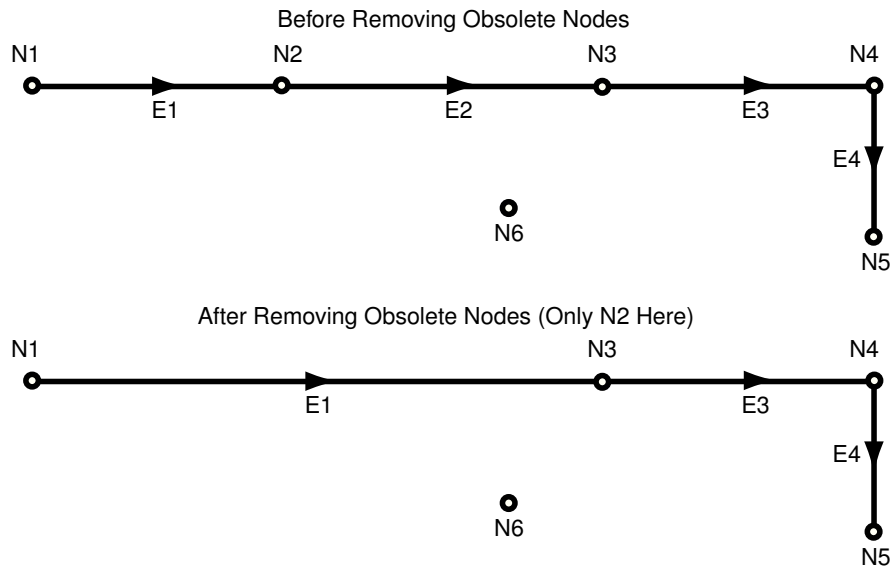 Before Removing Obsolete Nodes
N1 N2 N3 N4
E1 E2 E3
E4
N6
N5
After Removing Obsolete Nodes (Only N2 Here)
N1 N3 N4
E1 E3
E4
N6
N5